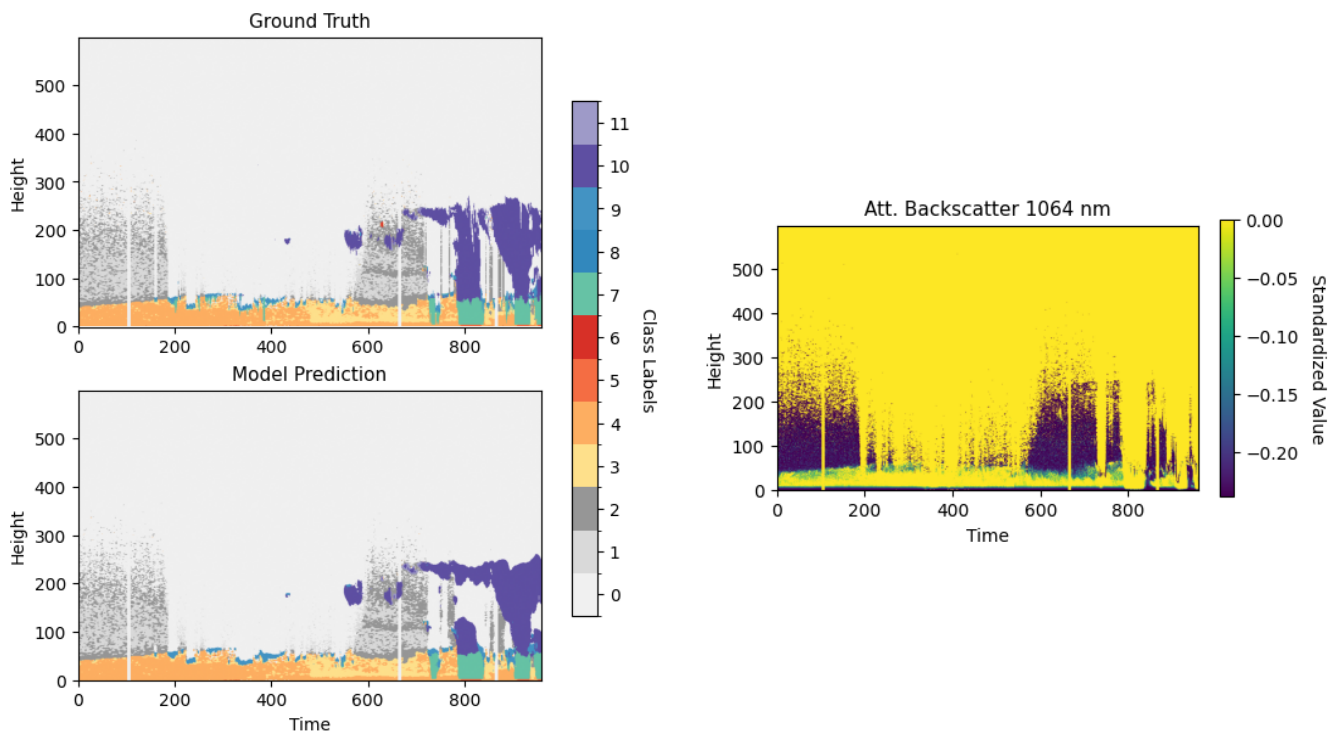 Ground Truth
Height
500
400
300
200
100
0
0 200 400 600 800
Model Prediction
Height
500
400
300
200
100
0
0 200 400 600 800
Time
11
10
9
8
7
6
5
4
3
2
1
0
Class Labels
Att. Backscatter 1064 nm
Height
500
400
300
200
100
0
0 200 400 600 800
Time
0.00
−0.05
−0.10
−0.15
−0.20
Standardized Value